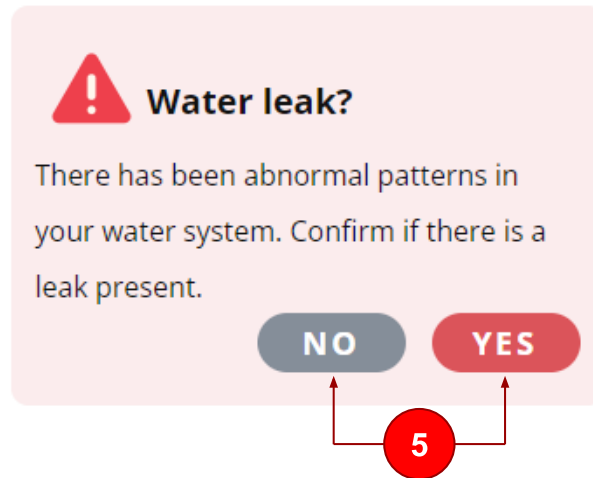 Water leak?
There has been abnormal patterns in
your water system. Confirm if there is a
leak present.
NO YES
5